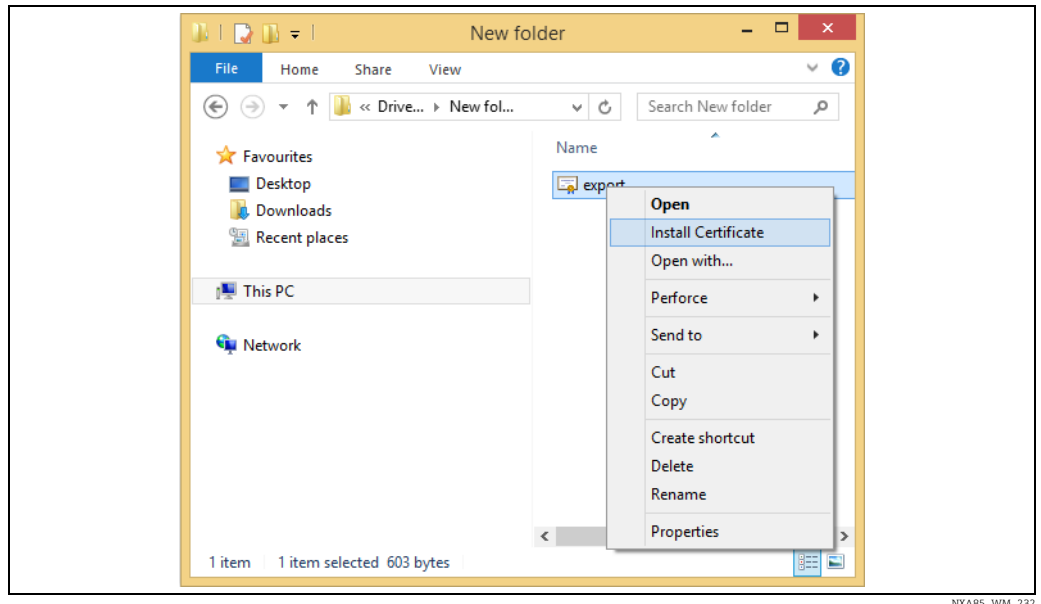 New folder
File Home Share View
« Drive... New fol... Search New folder
Favourites
Desktop
Downloads
Recent places
This PC
Network
Name
export
Open
Install Certificate
Open with...
Perforce
Send to
Cut
Copy
Create shortcut
Delete
Rename
Properties
1 item 1 item selected 603 bytes
NXA85_WM_232